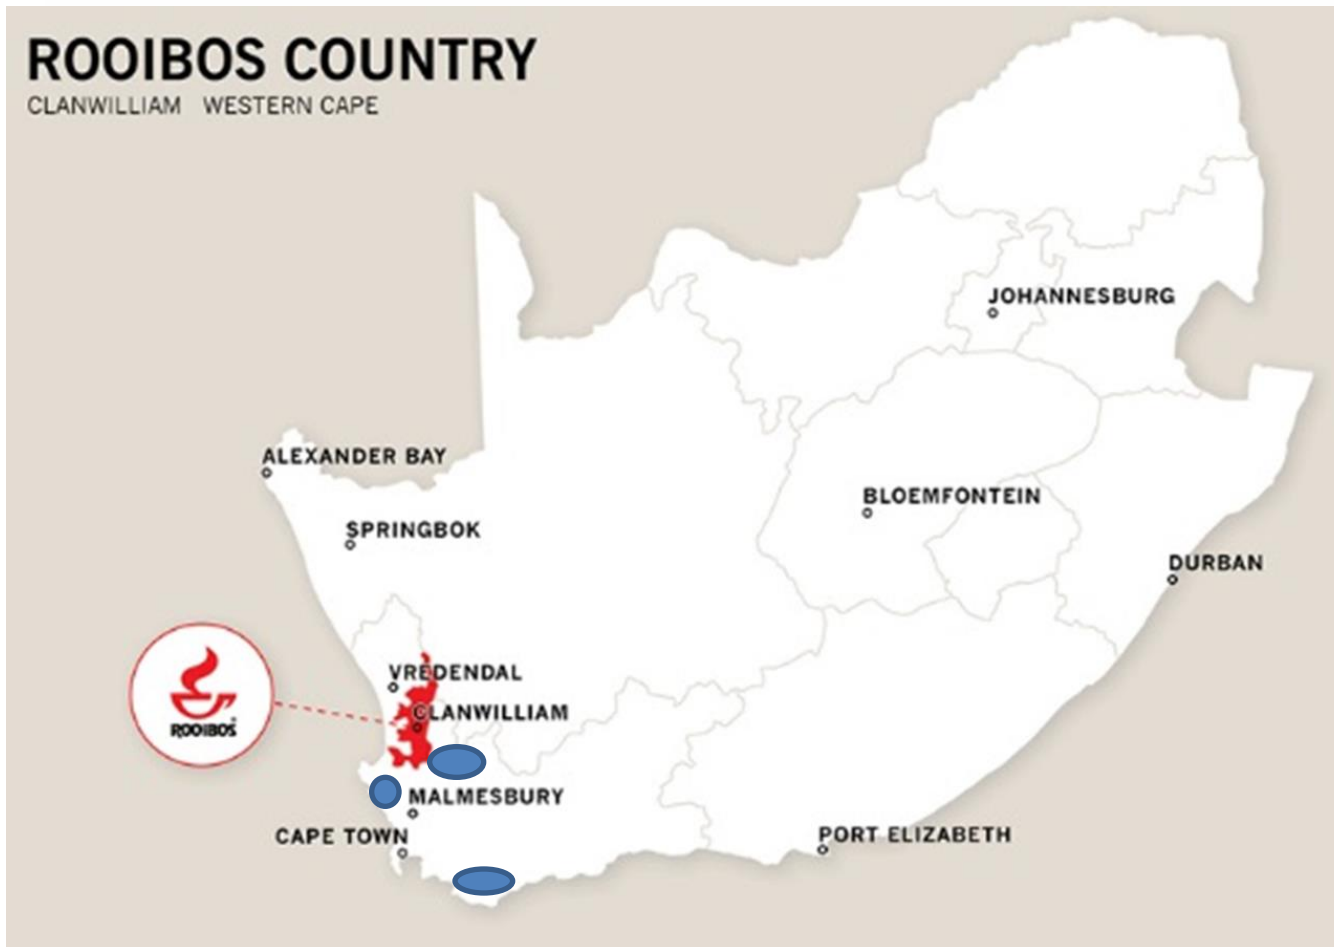 ROOIBOS COUNTRY
CLANWILLIAM WESTERN CAPE
JOHANNESBURG
ALEXANDER BAY
BLOEMFONTEIN
SPRINGBOK
DURBAN
VREDENDAL
CLANWILLIAM
ROOIBOS
MALMESBURY
CAPE TOWN
PORT ELIZABETH